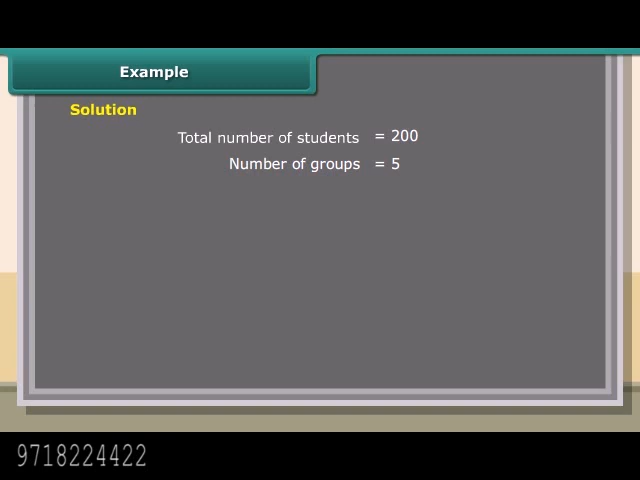 Example
Solution
Total number of students = 200
Number of groups = 5
9718224422